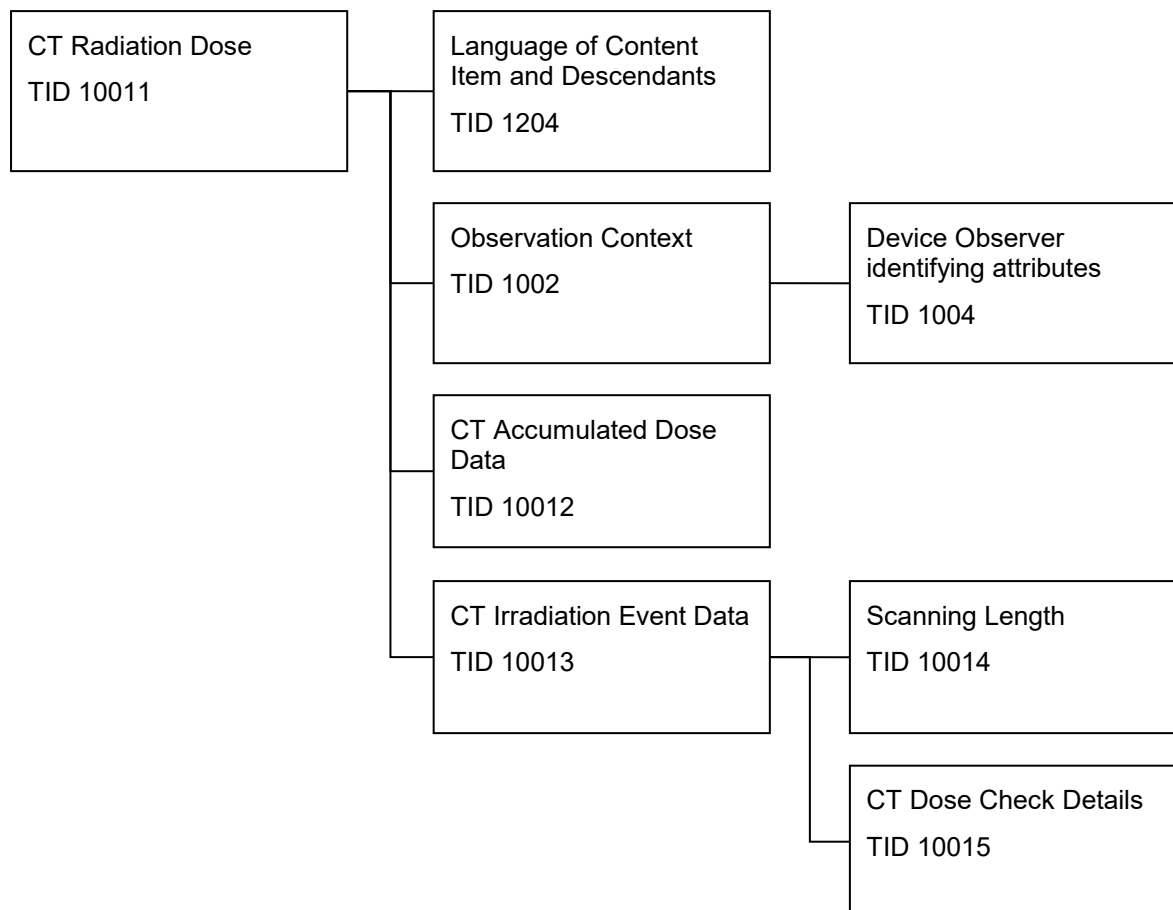 CT Radiation Dose
TID 10011
Language of Content
Item and Descendants
TID 1204
Observation Context
TID 1002
Device Observer
identifying attributes
TID 1004
CT Accumulated Dose
Data
TID 10012
CT Irradiation Event Data
TID 10013
Scanning Length
TID 10014
CT Dose Check Details
TID 10015